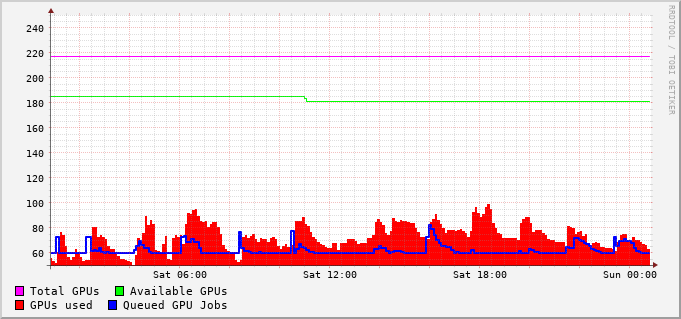 240
220
200
180
160
140
120
100
80
60
Sat 06:00 Sat 12:00 Sat 18:00 Sun 00:00
Total GPUs Available GPUs
GPUs used Queued GPU Jobs
RRDTOOL / TOBI OETIKER